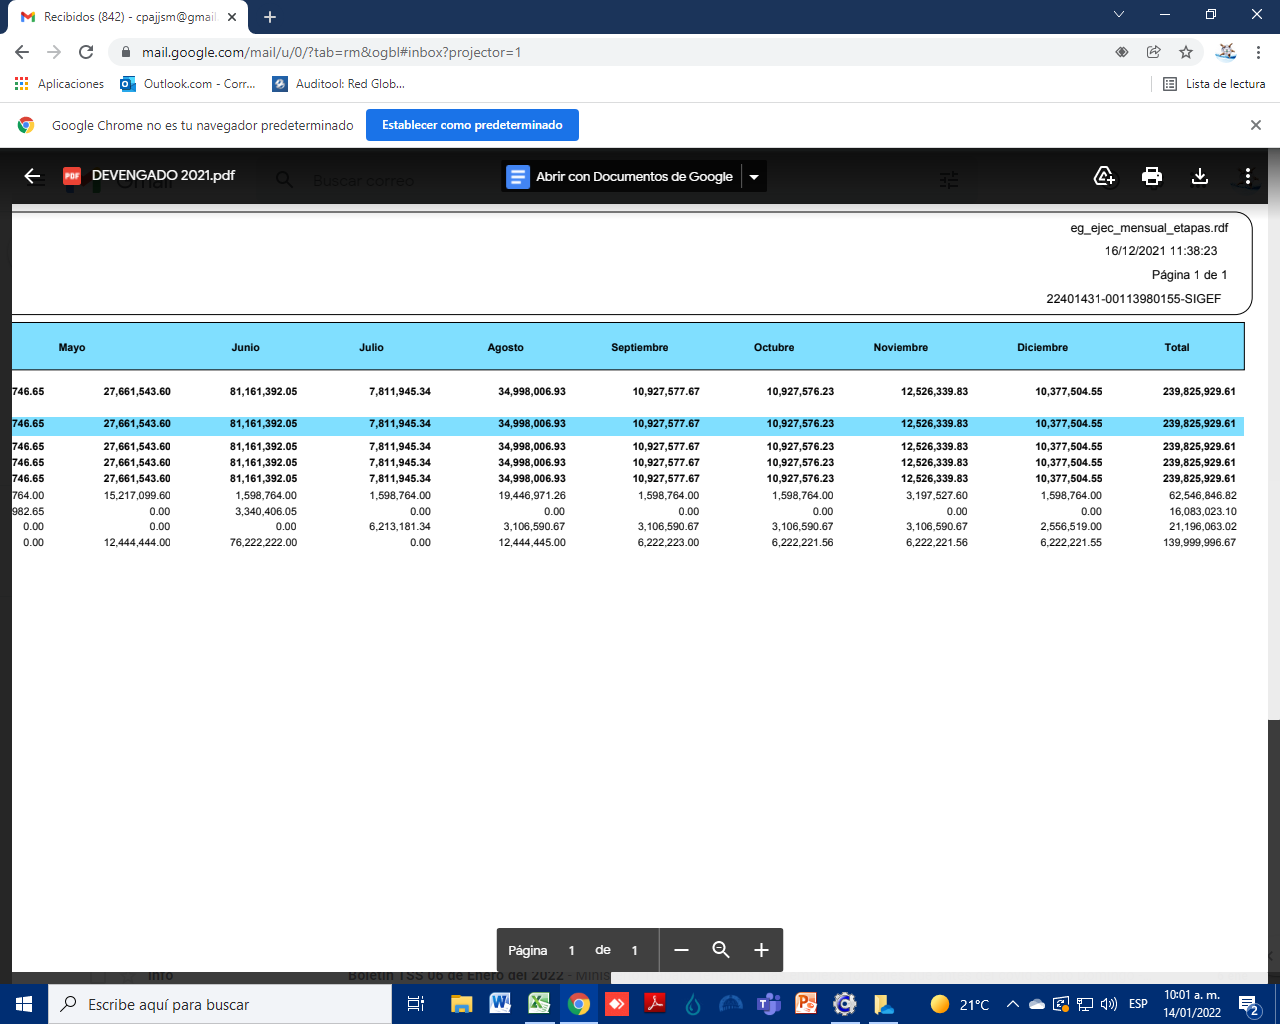 Recibidos (842) - cpajjsm@gmail
mail.google.com/mail/u/0/?tab=rm&ogbl#inbox?projector=1
Aplicaciones Outlook.com - Corr... Auditool: Red Glob... Lista de lectura
Google Chrome no es tu navegador predeterminado Establecer como predeterminado
PDF DEVENGADO 2021.pdf Gmail Buscar correo Abrir con Documentos de Google
eg_ejec_mensual_etapas.rdf
16/12/2021 11:38:23
Página 1 de 1
22401431-00113980155-SIGEF
Mayo Junio Julio Agosto Septiembre Octubre Noviembre Diciembre Total
746.65 27,661,543.60 81,161,392.05 7,811,945.34 34,998,006.93 10,927,577.67 10,927,576.23 12,526,339.83 10,377,504.55 239,825,929.61
746.65 27,661,543.60 81,161,392.05 7,811,945.34 34,998,006.93 10,927,577.67 10,927,576.23 12,526,339.83 10,377,504.55 239,825,929.61
746.65 27,661,543.60 81,161,392.05 7,811,945.34 34,998,006.93 10,927,577.67 10,927,576.23 12,526,339.83 10,377,504.55 239,825,929.61
746.65 27,661,543.60 81,161,392.05 7,811,945.34 34,998,006.93 10,927,577.67 10,927,576.23 12,526,339.83 10,377,504.55 239,825,929.61
746.65 27,661,543.60 81,161,392.05 7,811,945.34 34,998,006.93 10,927,577.67 10,927,576.23 12,526,339.83 10,377,504.55 239,825,929.61
764.00 15,217,099.60 1,598,764.00 1,598,764.00 19,446,971.26 1,598,764.00 1,598,764.00 3,197,527.60 1,598,764.00 62,546,846.82
982.65 0.00 3,340,406.05 0.00 0.00 0.00 0.00 0.00 0.00 16,083,023.10
0.00 0.00 0.00 6,213,181.34 3,106,590.67 3,106,590.67 3,106,590.67 3,106,590.67 2,556,519.00 21,196,063.02
0.00 12,444,444.00 76,222,222.00 0.00 12,444,445.00 6,222,223.00 6,222,221.56 6,222,221.56 6,222,221.55 139,999,996.67
Página 1 de 1
Info Boletín TSS 06 de Enero del 2022 - Minis
Escribe aquí para buscar 21°C ESP 10:01 a. m.
14/01/2022 2